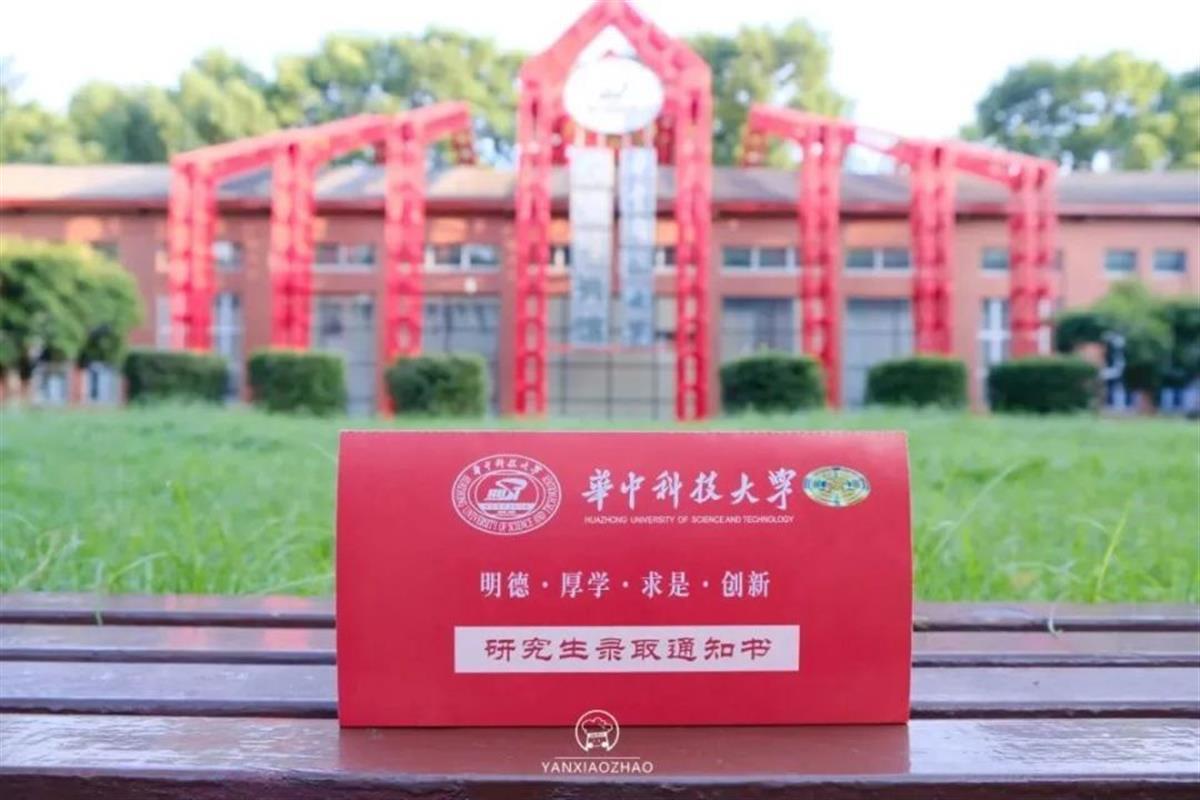 華中科技大學
HUAZHONG UNIVERSITY OF SCIENCE AND TECHNOLOGY
明德·厚学·求是·创新
研究生录取通知书
YANXIAOZHAO